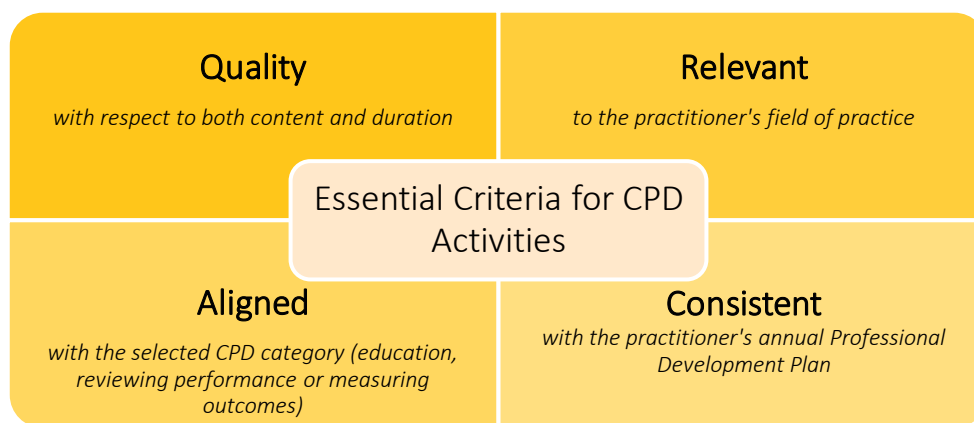 Quality
with respect to both content and duration
Relevant
to the practitioner's field of practice
Essential Criteria for CPD
Activities
Aligned
with the selected CPD category (education,
reviewing performance or measuring
outcomes)
Consistent
with the practitioner's annual Professional
Development Plan